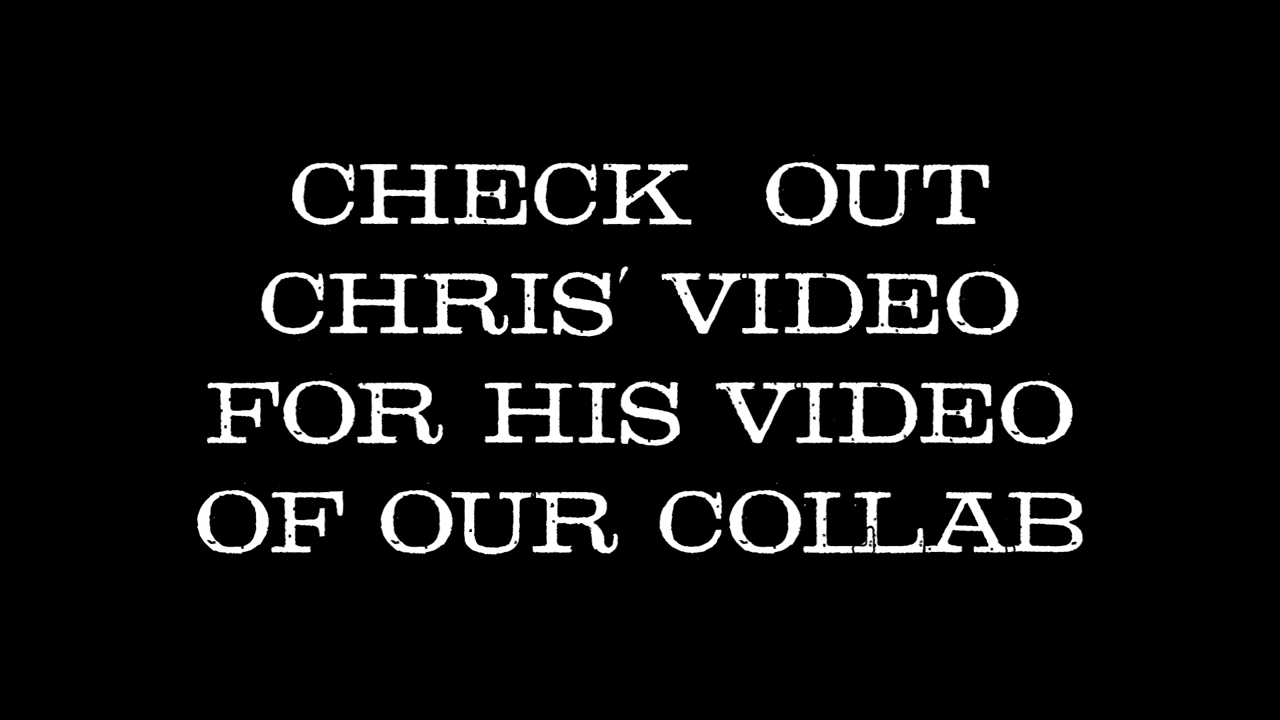 CHECK OUT
CHRIS' VIDEO
FOR HIS VIDEO
OF OUR COLLAB